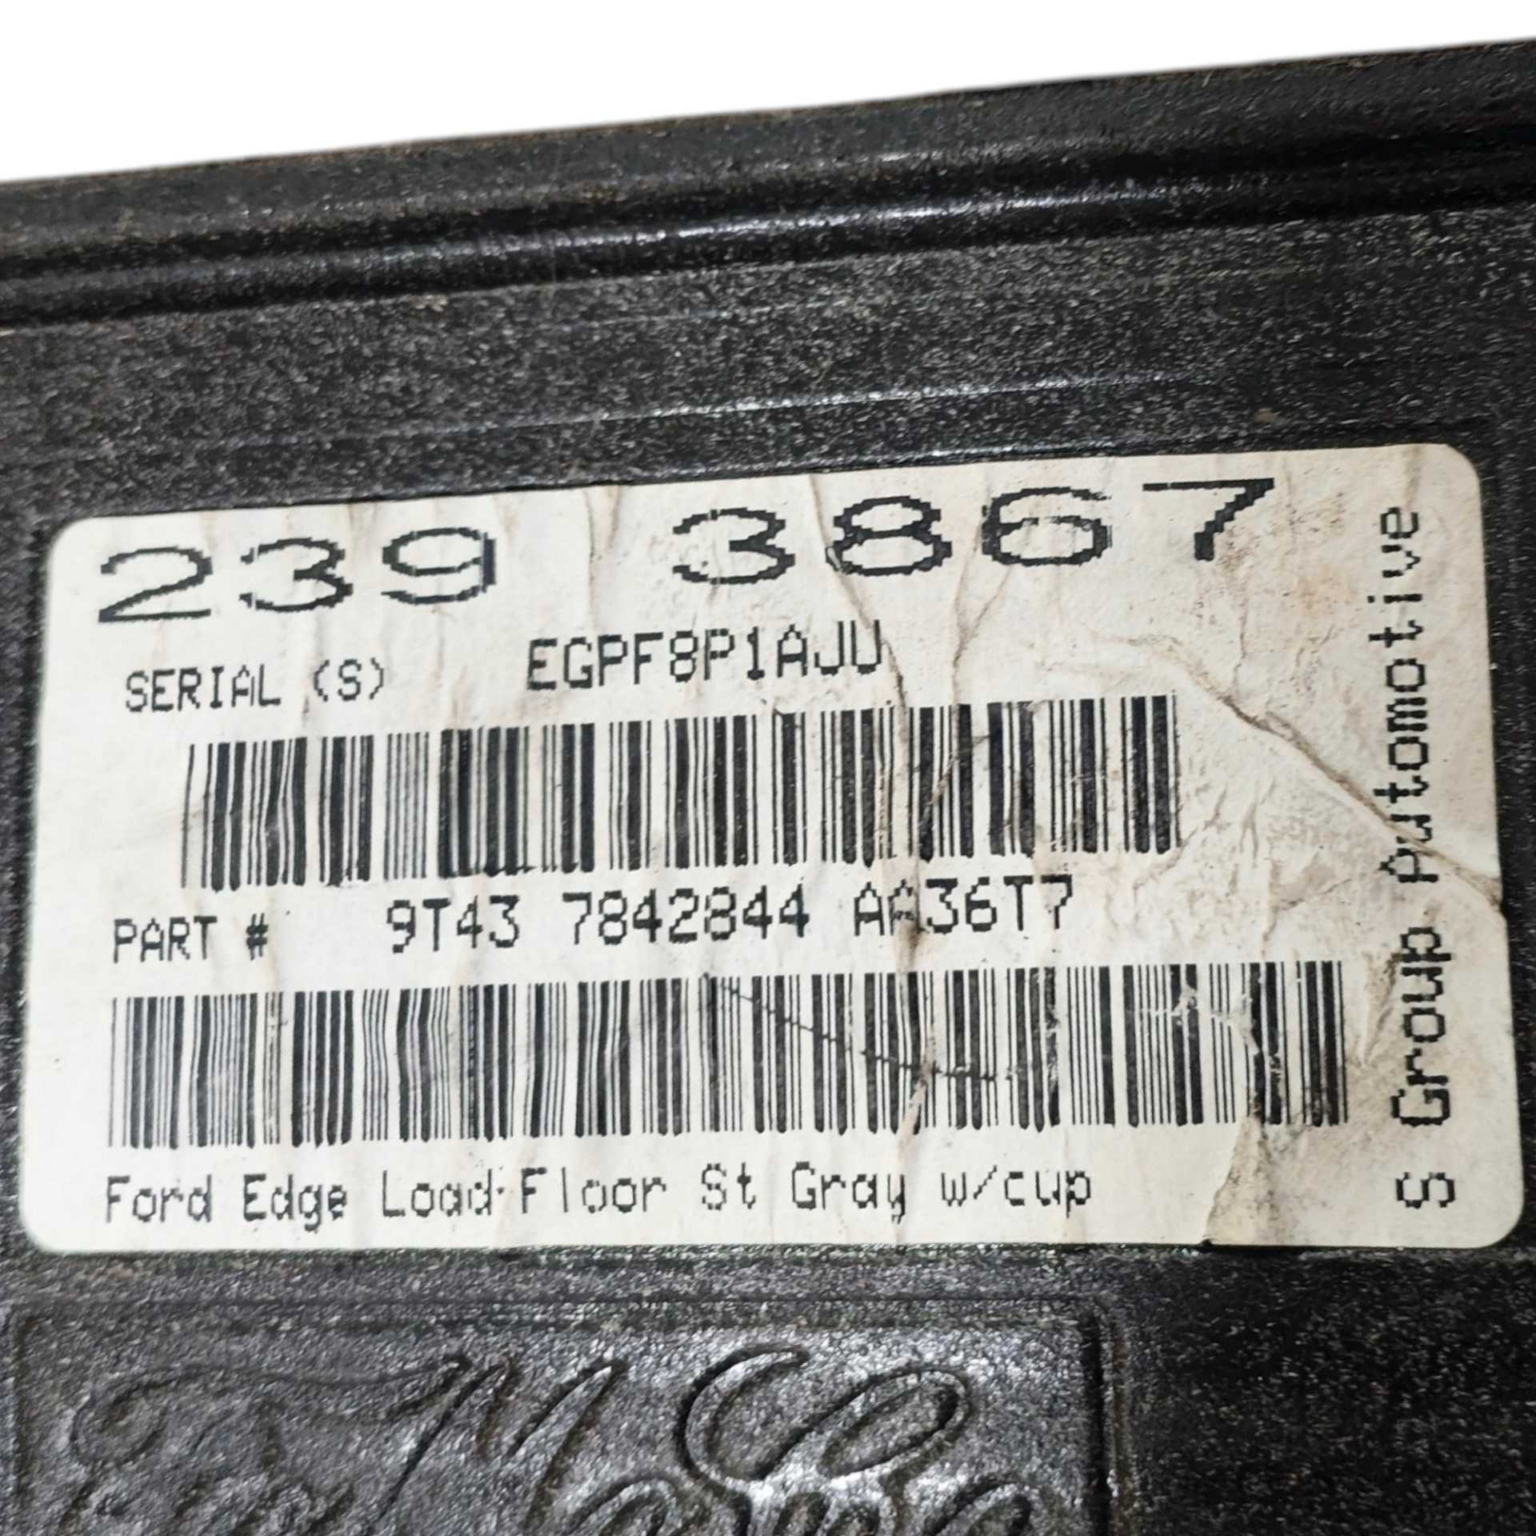 239 3867
SERIAL (S) EGPF8P1AJU
PART # 9T43 7842844 AA36T7
Ford Edge Load Floor St Gray w/cup
S Group Automotive